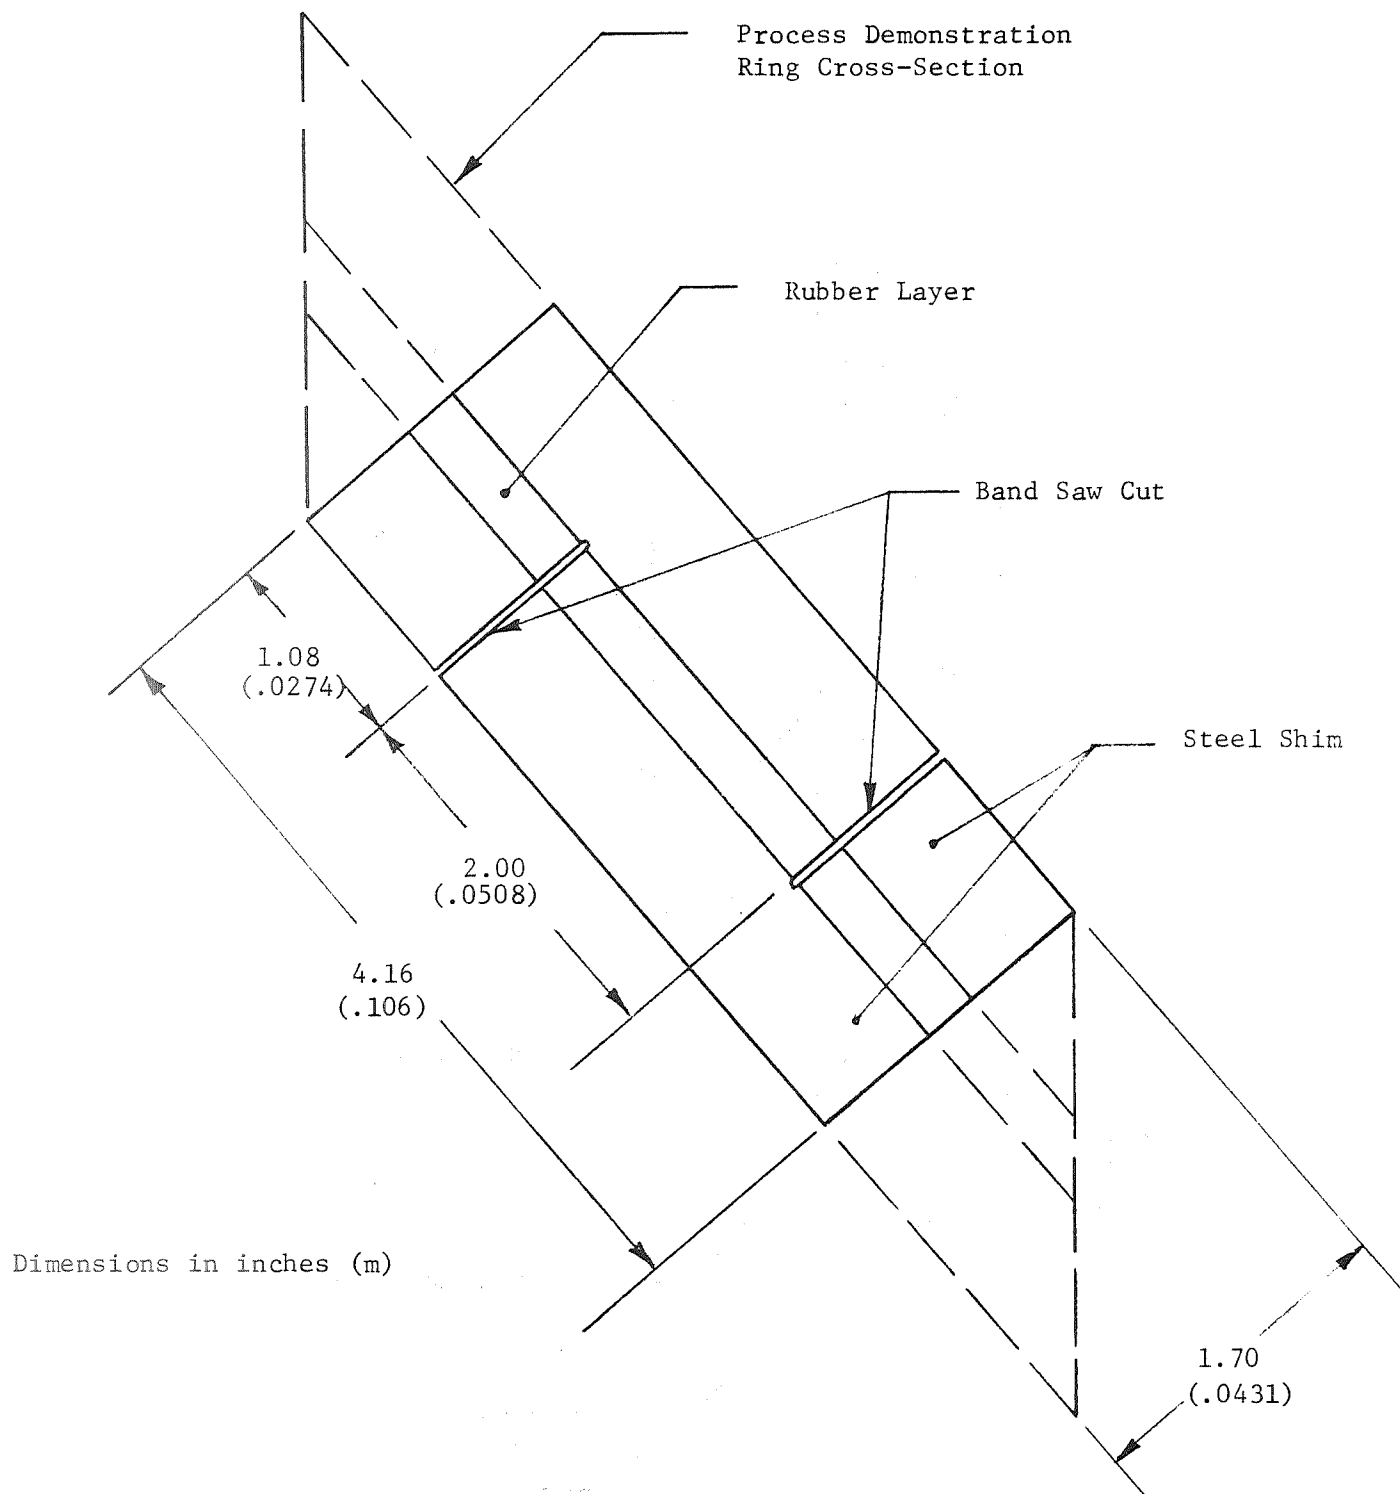 Process Demonstration
Ring Cross-Section
Rubber Layer
Band Saw Cut
1.08
(.0274)
Steel Shim
2.00
(.0508)
4.16
(.106)
Dimensions in inches (m)
1.70
(.0431)